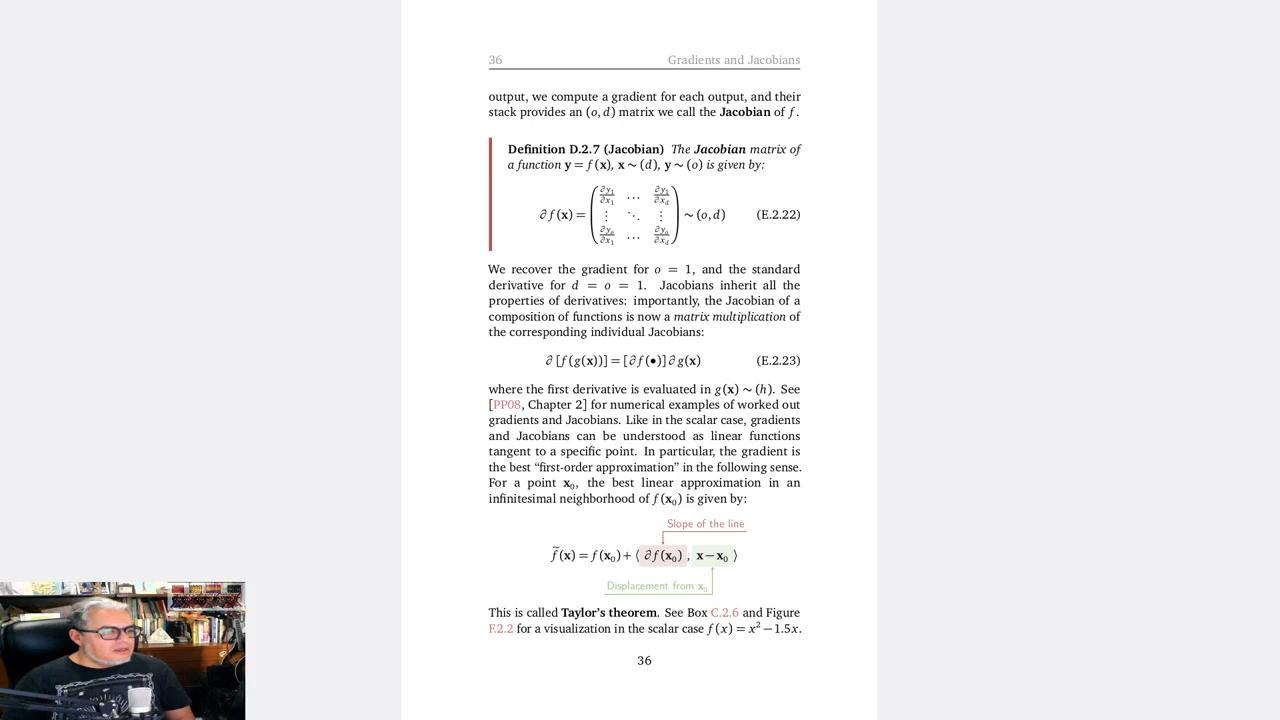 36 Gradients and Jacobians
output, we compute a gradient for each output, and their
stack provides an (o, d) matrix we call the Jacobian of f.
Definition D.2.7 (Jacobian) The Jacobian matrix of
a function y = f(x), x ∼ (d), y ∼ (o) is given by:
∂f(x) = ( ∂y₁/∂x₁ … ∂y₁/∂x_d ⋮ ⋱ ⋮ ∂y_o/∂x₁ … ∂y_o/∂x_d ) ∼ (o, d) (E.2.22)
We recover the gradient for o = 1, and the standard
derivative for d = o = 1. Jacobians inherit all the
properties of derivatives: importantly, the Jacobian of a
composition of functions is now a matrix multiplication of
the corresponding individual Jacobians:
∂[f(g(x))] = [∂f(•)]∂g(x) (E.2.23)
where the first derivative is evaluated in g(x) ∼ (h). See
[PP08, Chapter 2] for numerical examples of worked out
gradients and Jacobians. Like in the scalar case, gradients
and Jacobians can be understood as linear functions
tangent to a specific point. In particular, the gradient is
the best “first-order approximation” in the following sense.
For a point x₀, the best linear approximation in an
infinitesimal neighborhood of f(x₀) is given by:
Slope of the line
f̃(x) = f(x₀) + ⟨ ∂f(x₀) , x − x₀ ⟩
Displacement from x₀
This is called Taylor’s theorem. See Box C.2.6 and Figure
F.2.2 for a visualization in the scalar case f(x) = x² − 1.5x.
36